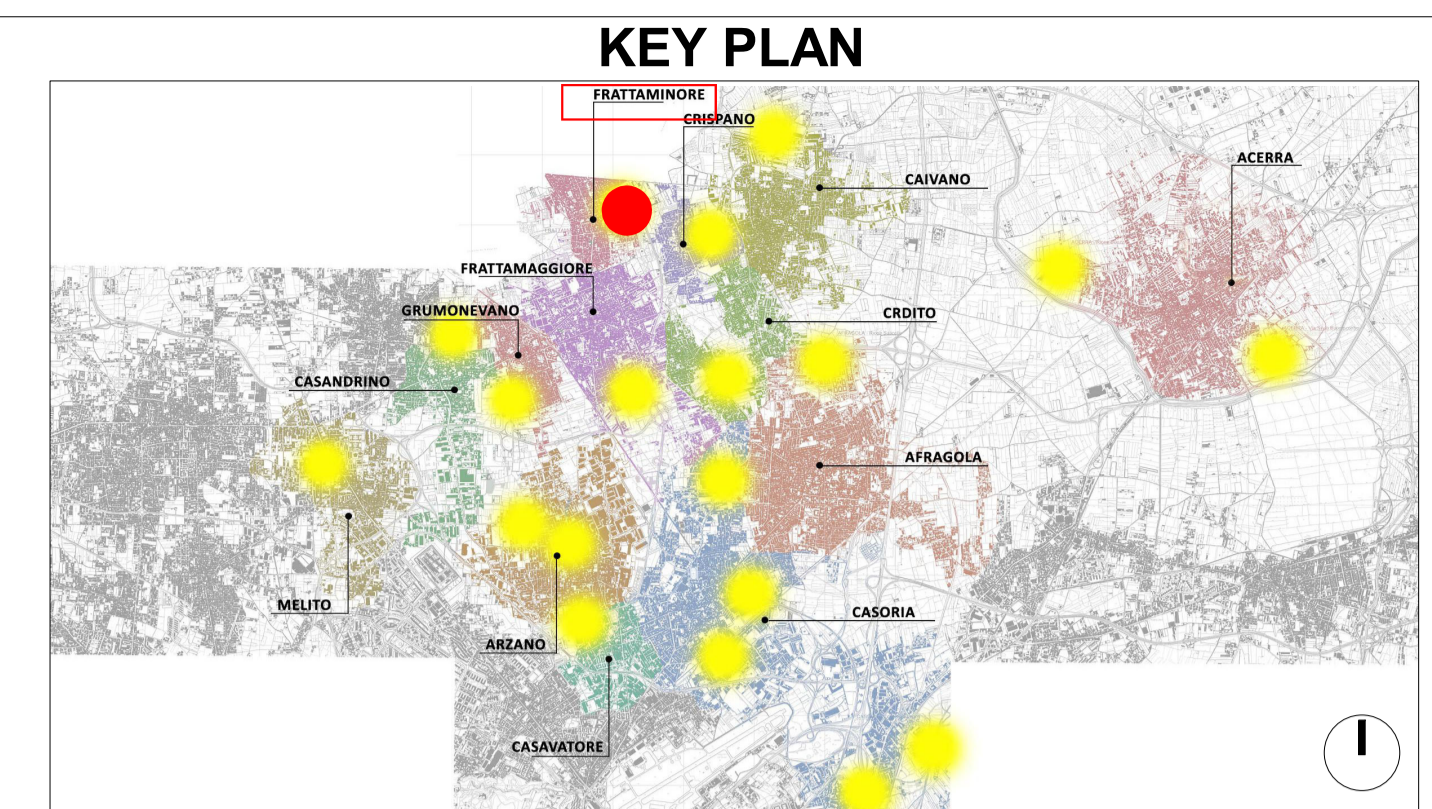 KEY PLAN
FRATTAMINORE
CRISPANO
ACERRA
CAIVANO
FRATTAMAGGIORE
GRUMONEVANO
CRDITO
CASANDRINO
AFRAGOLA
MELITO
CASORIA
ARZANO
CASAVATORE